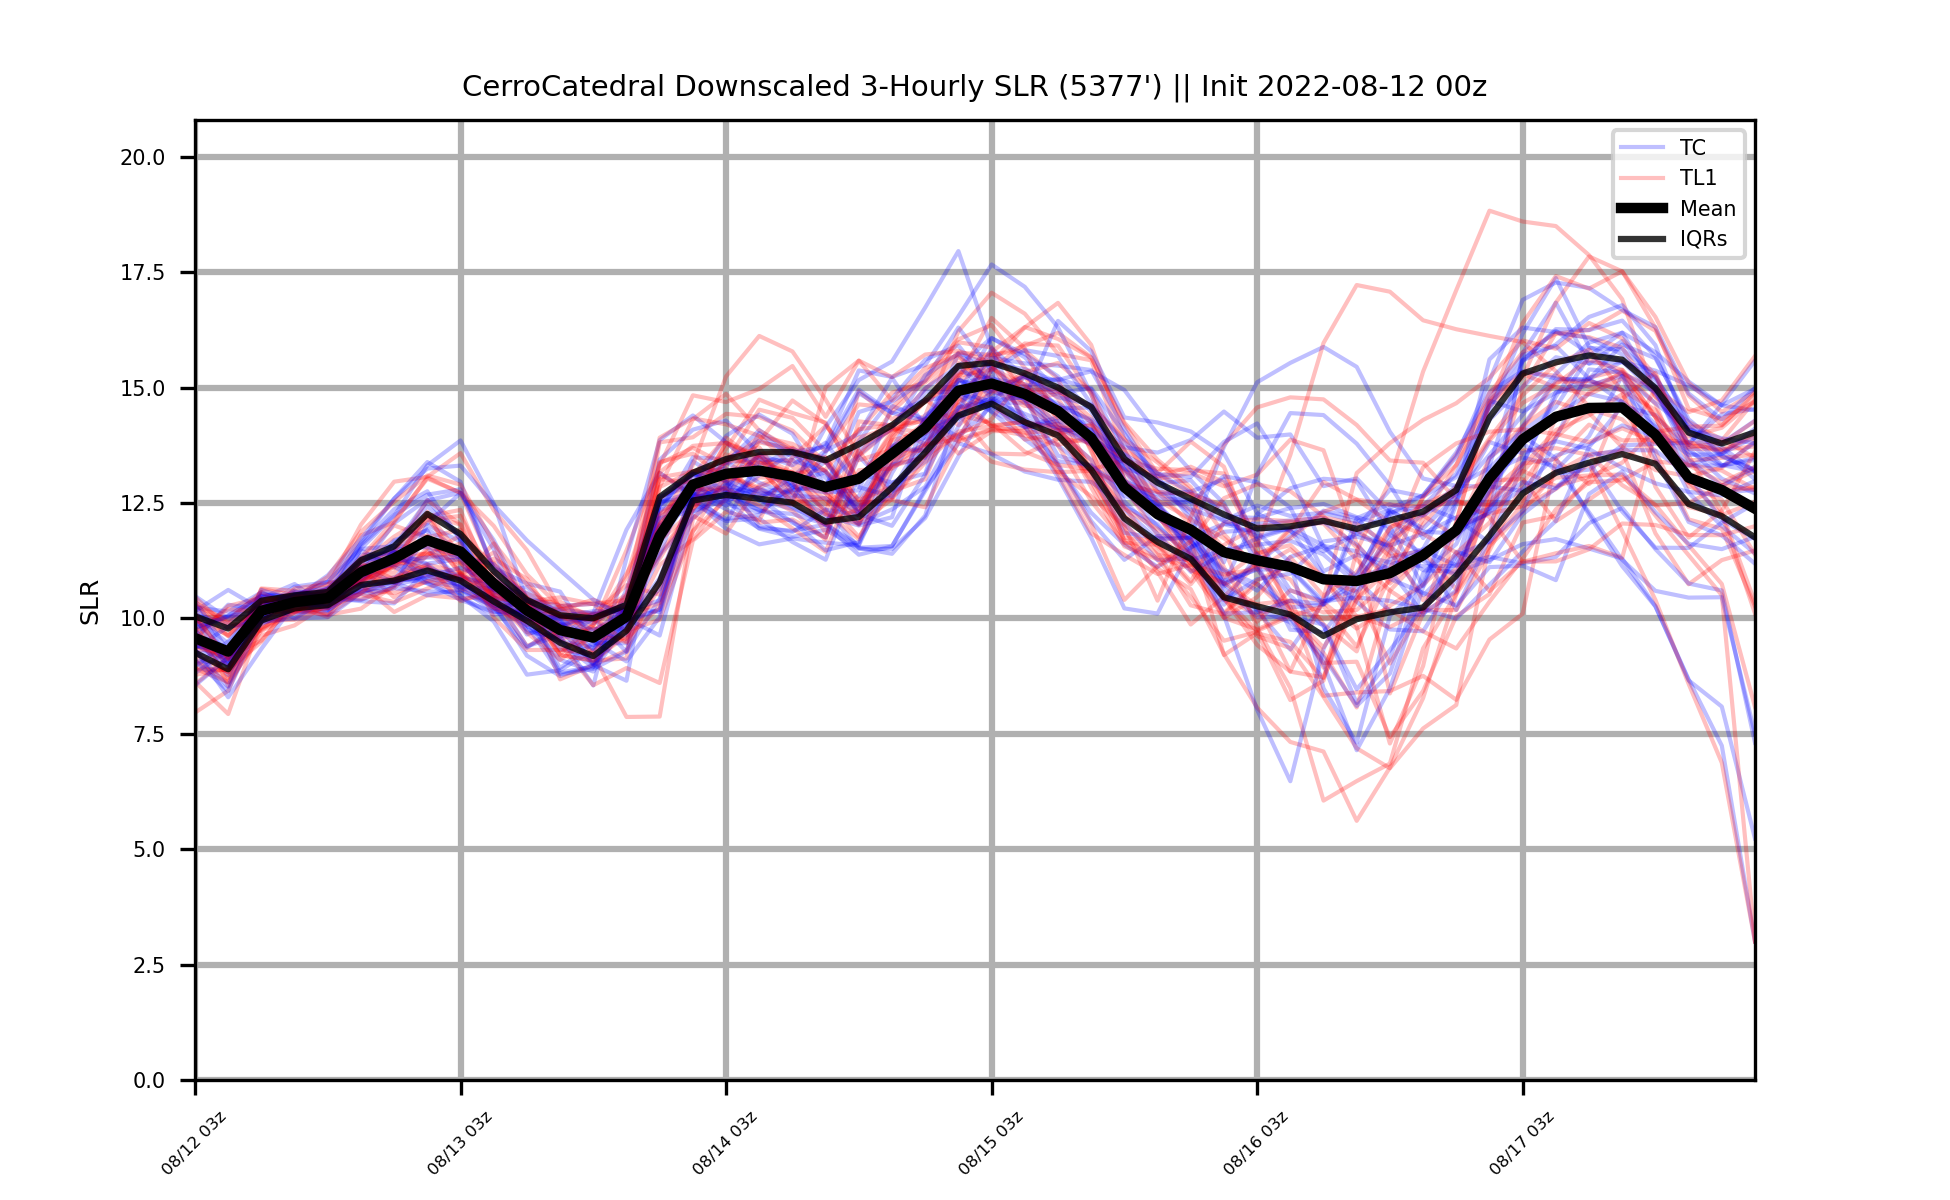 CerroCatedral Downscaled 3-Hourly SLR (5377') || Init 2022-08-12 00z
TC
TL1
Mean
IQRs
20.0
17.5
15.0
12.5
10.0
7.5
5.0
2.5
0.0
SLR
08/12 03z
08/13 03z
08/14 03z
08/15 03z
08/16 03z
08/17 03z